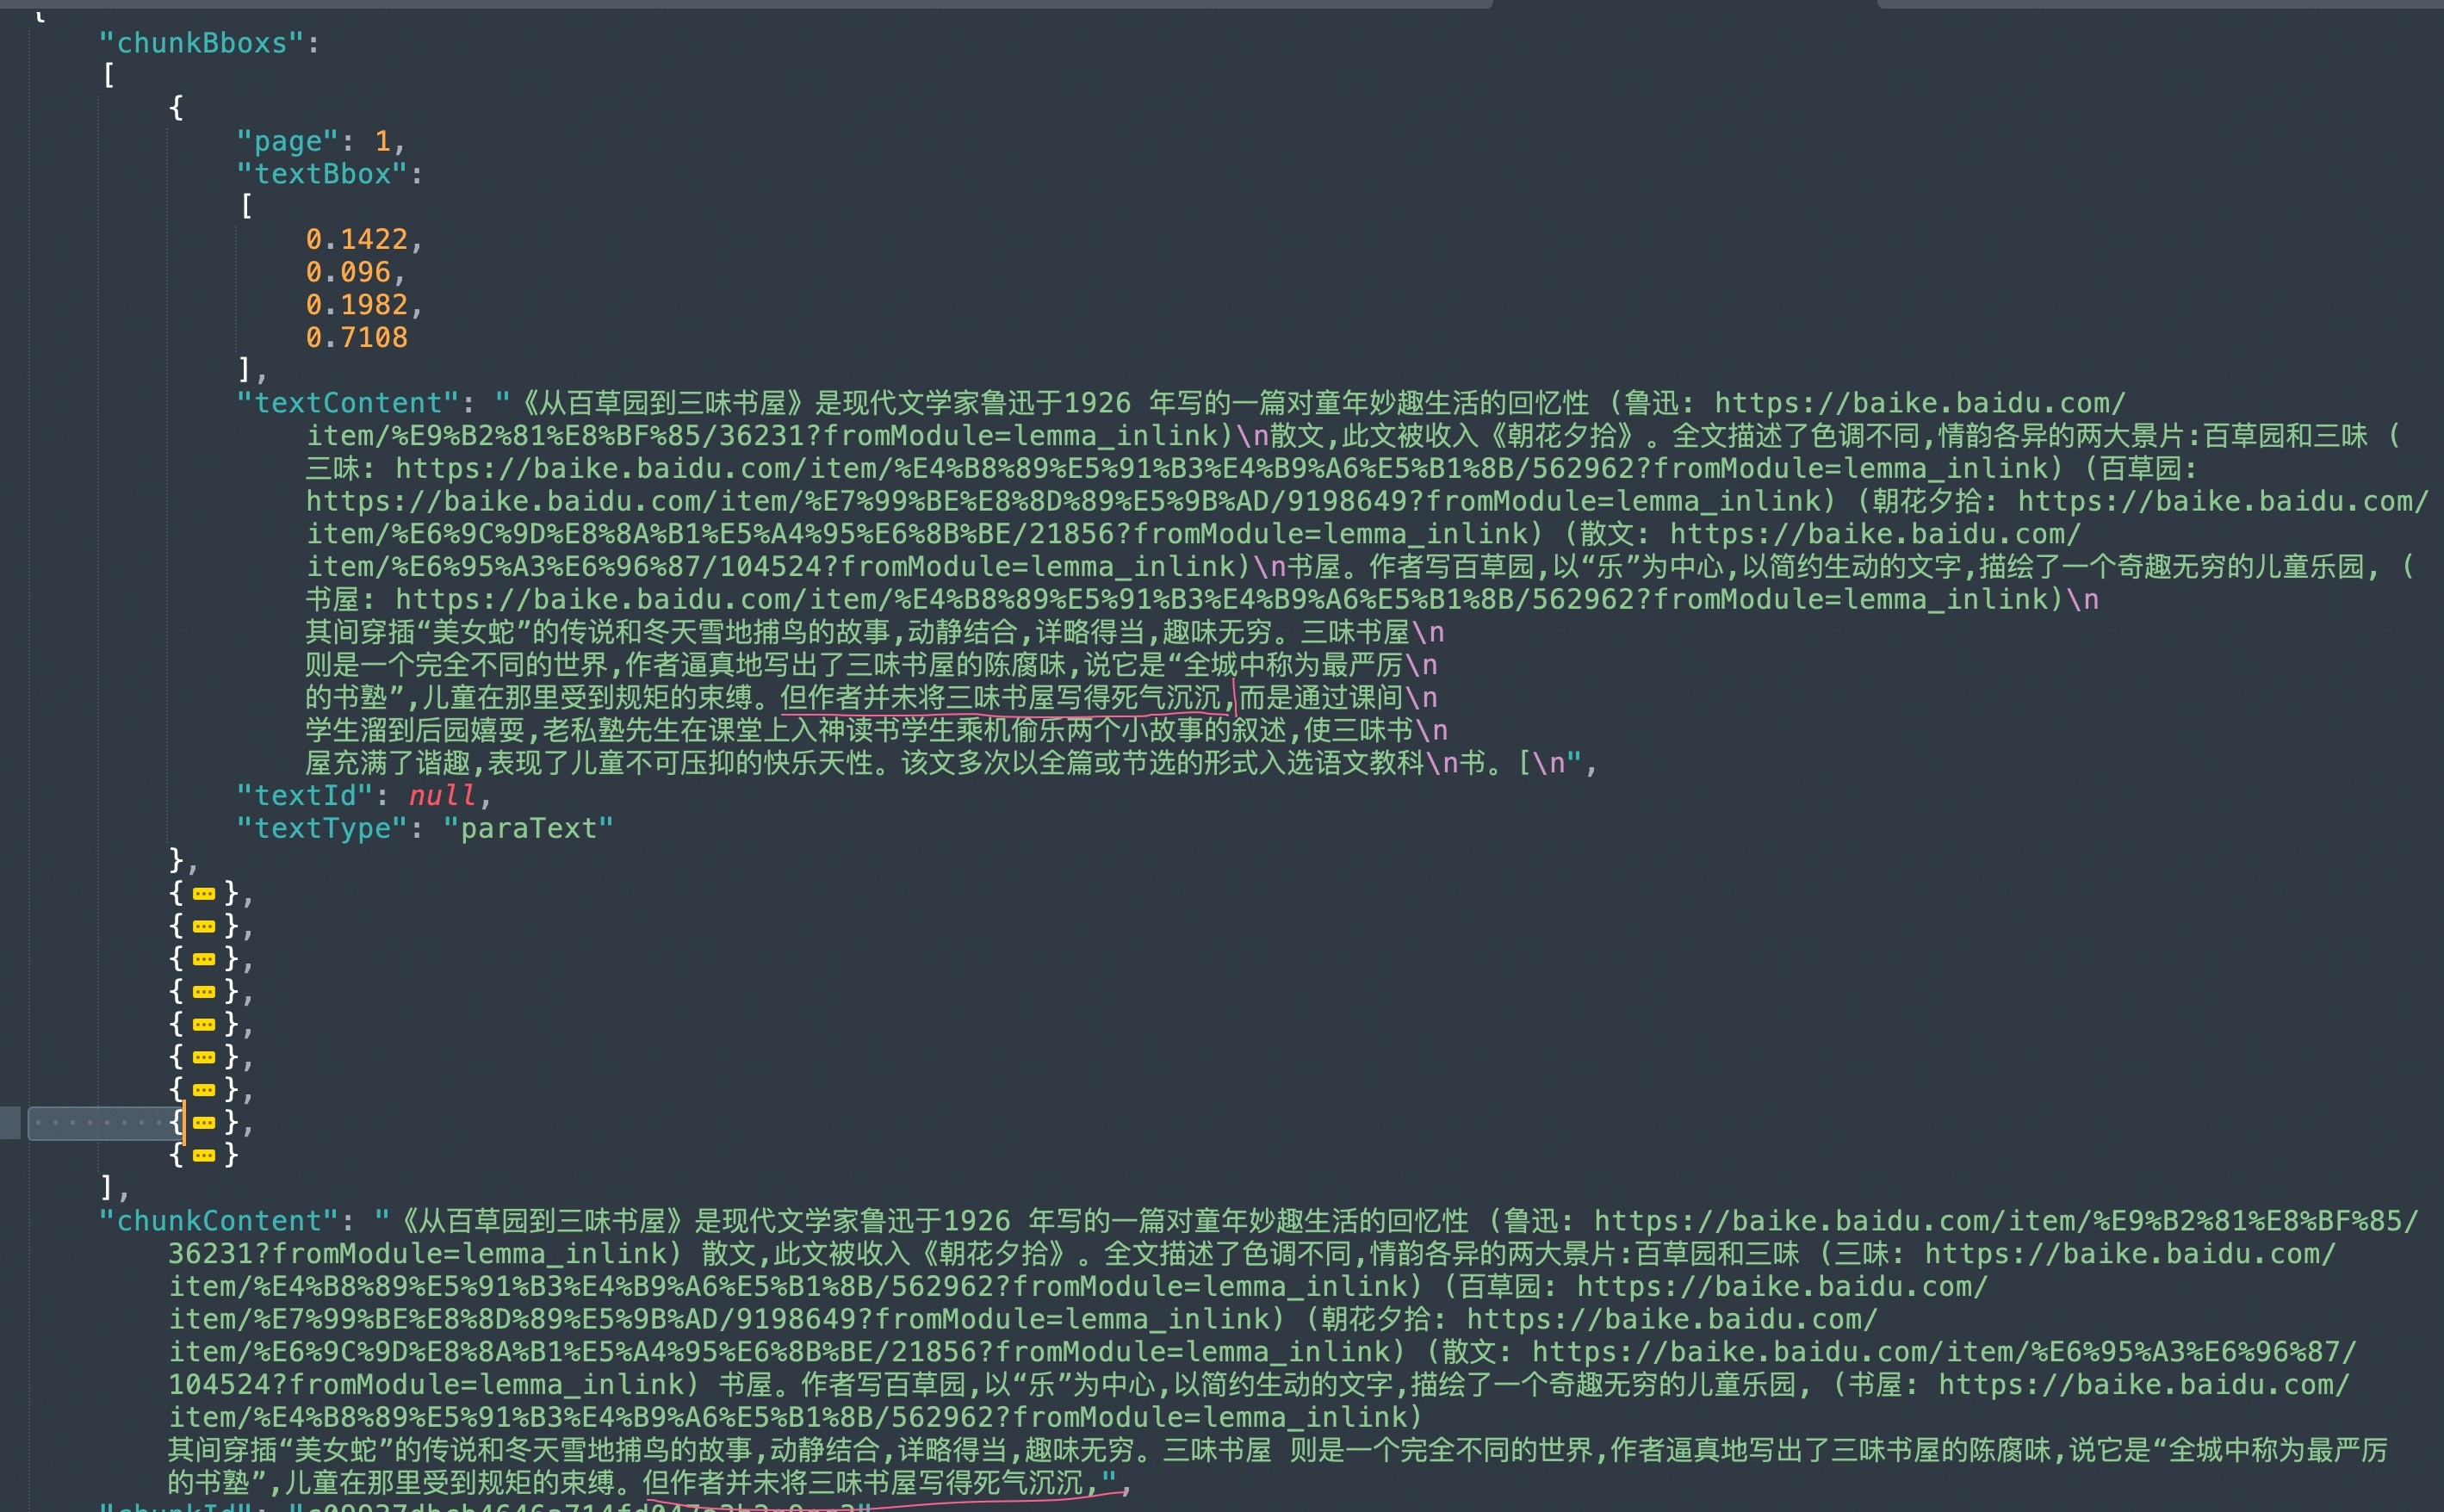 {
"chunkBboxs":
[
{
"page": 1,
"textBbox":
[
0.1422,
0.096,
0.1982,
0.7108
],
"textContent": "《从百草园到三味书屋》是现代文学家鲁迅于1926 年写的一篇对童年妙趣生活的回忆性 (鲁迅: https://baike.baidu.com/
item/%E9%B2%81%E8%BF%85/36231?fromModule=lemma_inlink)\n散文,此文被收入《朝花夕拾》。全文描述了色调不同,情韵各异的两大景片:百草园和三味 (
三味: https://baike.baidu.com/item/%E4%B8%89%E5%91%B3%E4%B9%A6%E5%B1%8B/562962?fromModule=lemma_inlink) (百草园:
https://baike.baidu.com/item/%E7%99%BE%E8%8D%89%E5%9B%AD/9198649?fromModule=lemma_inlink) (朝花夕拾: https://baike.baidu.com/
item/%E6%9C%9D%E8%8A%B1%E5%A4%95%E6%8B%BE/21856?fromModule=lemma_inlink) (散文: https://baike.baidu.com/
item/%E6%95%A3%E6%96%87/104524?fromModule=lemma_inlink)\n书屋。作者写百草园,以“乐”为中心,以简约生动的文字,描绘了一个奇趣无穷的儿童乐园, (
书屋: https://baike.baidu.com/item/%E4%B8%89%E5%91%B3%E4%B9%A6%E5%B1%8B/562962?fromModule=lemma_inlink)\n
其间穿插“美女蛇”的传说和冬天雪地捕鸟的故事,动静结合,详略得当,趣味无穷。三味书屋\n
则是一个完全不同的世界,作者逼真地写出了三味书屋的陈腐味,说它是“全城中称为最严厉\n
的书塾”,儿童在那里受到规矩的束缚。但作者并未将三味书屋写得死气沉沉,而是通过课间\n
学生溜到后园嬉耍,老私塾先生在课堂上入神读书学生乘机偷乐两个小故事的叙述,使三味书\n
屋充满了谐趣,表现了儿童不可压抑的快乐天性。该文多次以全篇或节选的形式入选语文教科\n书。[\n",
"textId": null,
"textType": "paraText"
},
{ },
{ },
{ },
{ },
{ },
{ },
{ },
{ },
{ }
],
"chunkContent": "《从百草园到三味书屋》是现代文学家鲁迅于1926 年写的一篇对童年妙趣生活的回忆性 (鲁迅: https://baike.baidu.com/item/%E9%B2%81%E8%BF%85/
36231?fromModule=lemma_inlink) 散文,此文被收入《朝花夕拾》。全文描述了色调不同,情韵各异的两大景片:百草园和三味 (三味: https://baike.baidu.com/
item/%E4%B8%89%E5%91%B3%E4%B9%A6%E5%B1%8B/562962?fromModule=lemma_inlink) (百草园: https://baike.baidu.com/
item/%E7%99%BE%E8%8D%89%E5%9B%AD/9198649?fromModule=lemma_inlink) (朝花夕拾: https://baike.baidu.com/
item/%E6%9C%9D%E8%8A%B1%E5%A4%95%E6%8B%BE/21856?fromModule=lemma_inlink) (散文: https://baike.baidu.com/item/%E6%95%A3%E6%96%87/
104524?fromModule=lemma_inlink) 书屋。作者写百草园,以“乐”为中心,以简约生动的文字,描绘了一个奇趣无穷的儿童乐园, (书屋: https://baike.baidu.com/
item/%E4%B8%89%E5%91%B3%E4%B9%A6%E5%B1%8B/562962?fromModule=lemma_inlink)
其间穿插“美女蛇”的传说和冬天雪地捕鸟的故事,动静结合,详略得当,趣味无穷。三味书屋 则是一个完全不同的世界,作者逼真地写出了三味书屋的陈腐味,说它是“全城中称为最严厉
的书塾”,儿童在那里受到规矩的束缚。但作者并未将三味书屋写得死气沉沉,",
"chunkId":